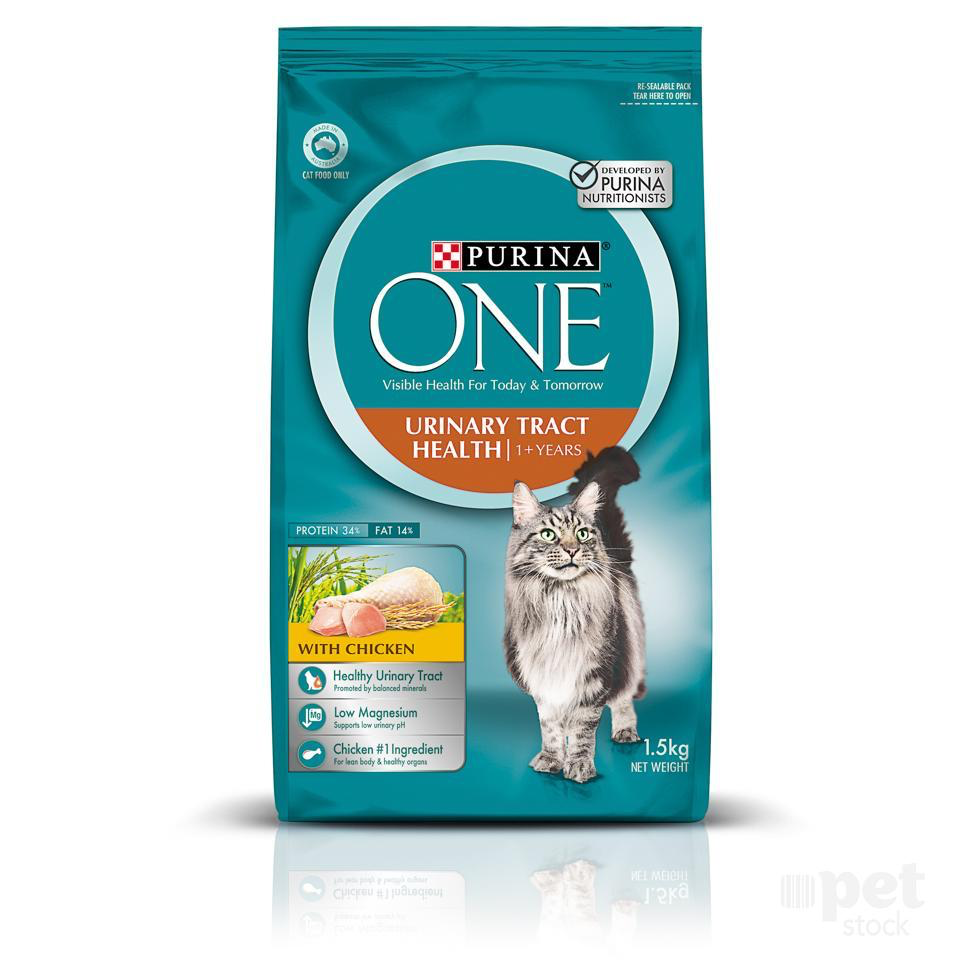 RE-SEALABLE PACK
TEAR HERE TO OPEN
MADE IN
AUSTRALIA
CAT FOOD ONLY
DEVELOPED BY
PURINA
NUTRITIONISTS
PURINA®
ONE™
Visible Health For Today & Tomorrow
URINARY TRACT
HEALTH | 1+ YEARS
PROTEIN 34% FAT 14%
WITH CHICKEN
Healthy Urinary Tract
Promoted by balanced minerals
Mg
Low Magnesium
Supports low urinary pH
Chicken #1 Ingredient
For lean body & healthy organs
1.5kg
NET WEIGHT
pet
stock